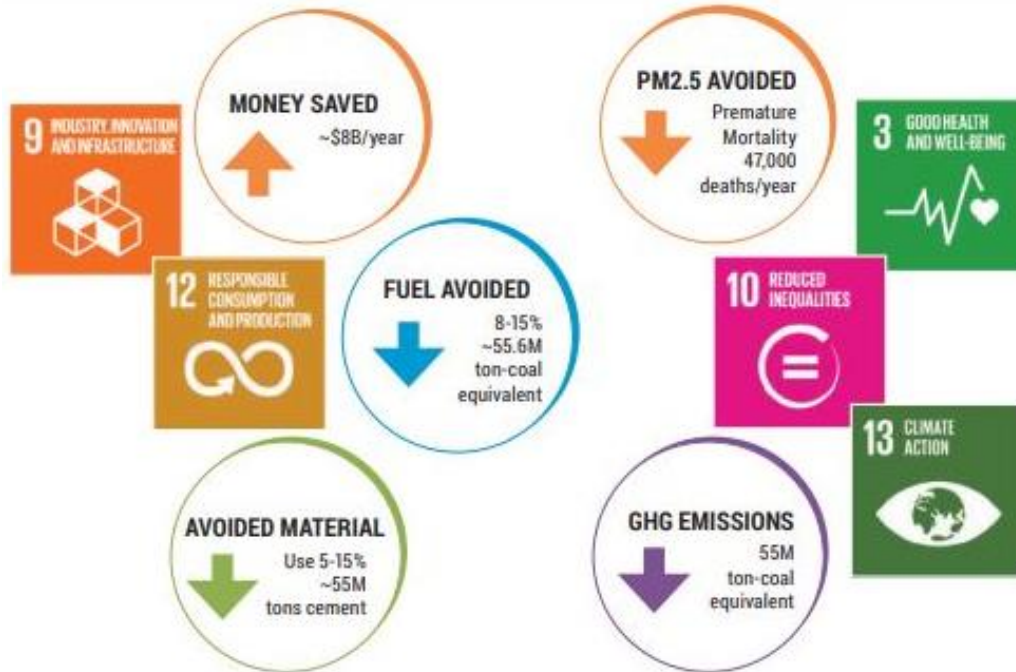 MONEY SAVED
~$8B/year
PM2.5 AVOIDED
Premature
Mortality
47,000
deaths/year
9 INDUSTRY, INNOVATION
AND INFRASTRUCTURE
3 GOOD HEALTH
AND WELL-BEING
12 RESPONSIBLE
CONSUMPTION
AND PRODUCTION
FUEL AVOIDED
8-15%
~55.6M
ton-coal
equivalent
10 REDUCED
INEQUALITIES
13 CLIMATE
ACTION
AVOIDED MATERIAL
Use 5-15%
~55M
tons cement
GHG EMISSIONS
55M
ton-coal
equivalent